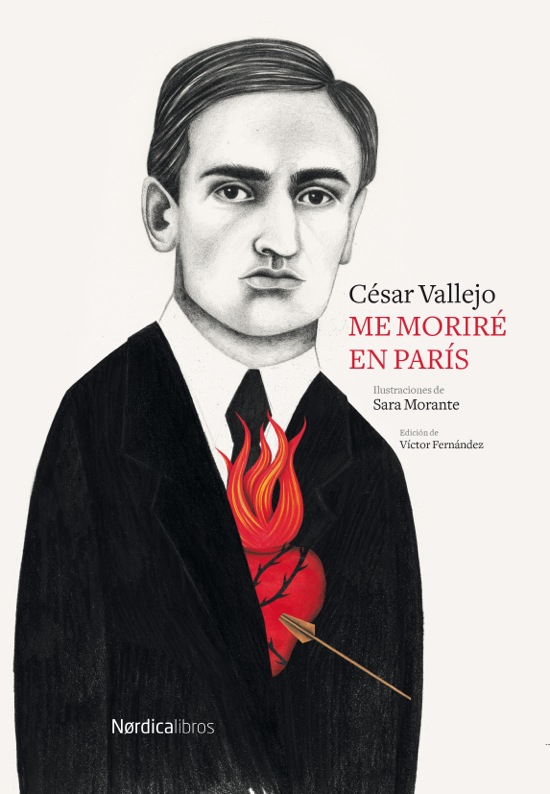 César Vallejo
ME MORIRÉ
EN PARÍS
Ilustraciones de
Sara Morante
Edición de
Víctor Fernández
Nørdicalibros